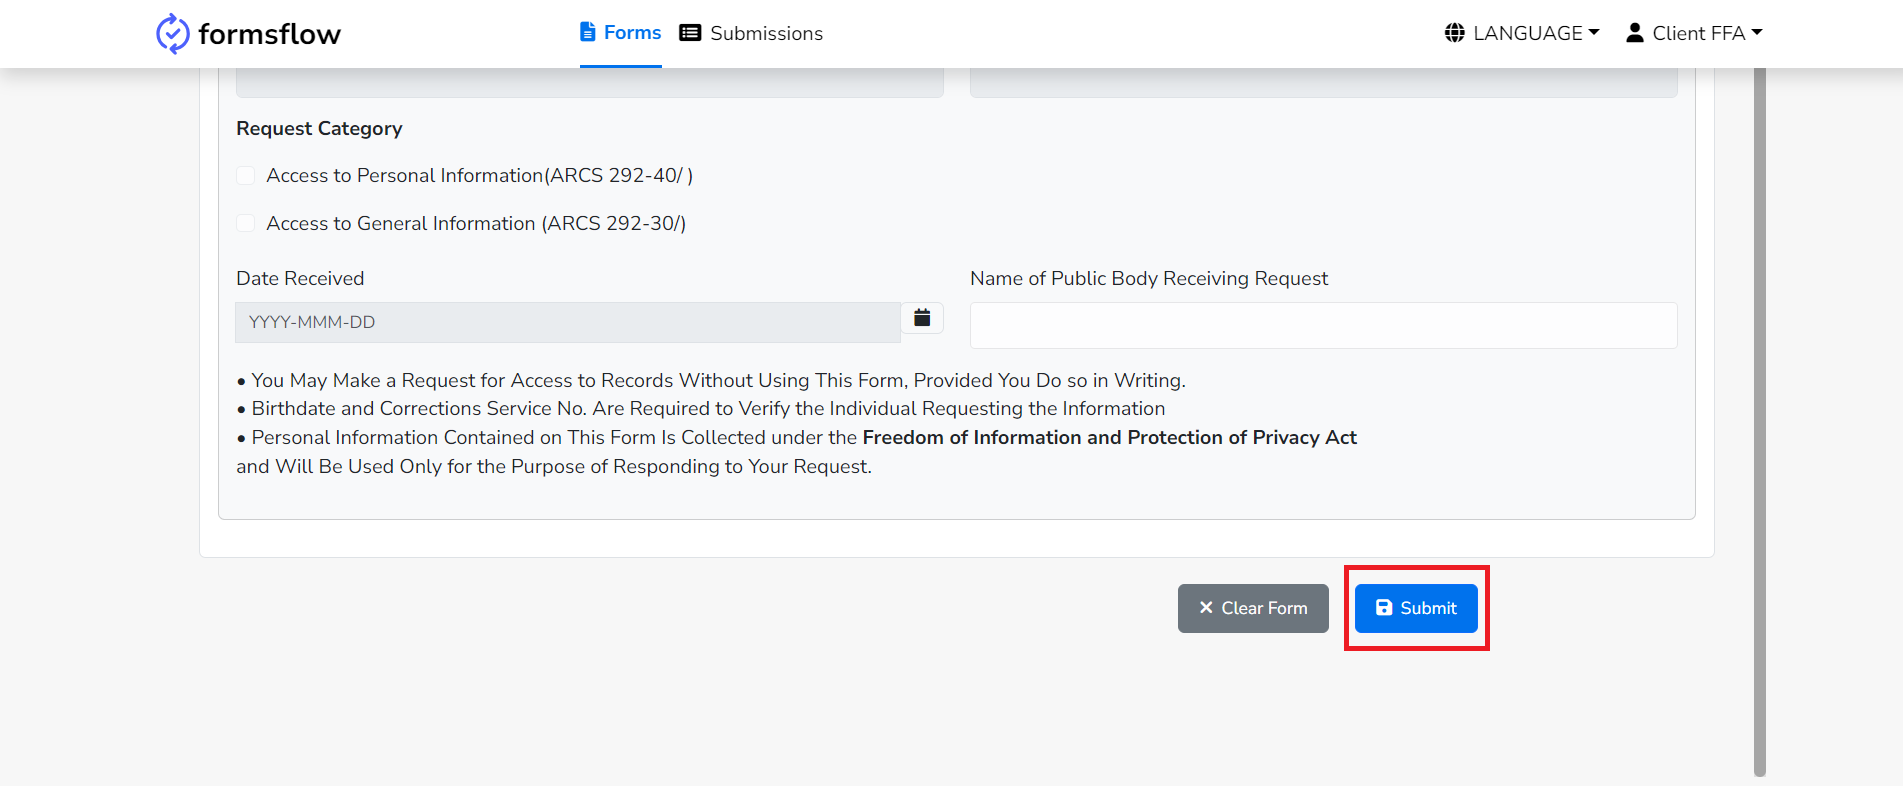 formsflow
Forms
Submissions
LANGUAGE
Client FFA
Request Category
Access to Personal Information(ARCS 292-40/ )
Access to General Information (ARCS 292-30/)
Date Received
Name of Public Body Receiving Request
YYYY-MMM-DD
• You May Make a Request for Access to Records Without Using This Form, Provided You Do so in Writing.
• Birthdate and Corrections Service No. Are Required to Verify the Individual Requesting the Information
• Personal Information Contained on This Form Is Collected under the Freedom of Information and Protection of Privacy Act
and Will Be Used Only for the Purpose of Responding to Your Request.
Clear Form
Submit